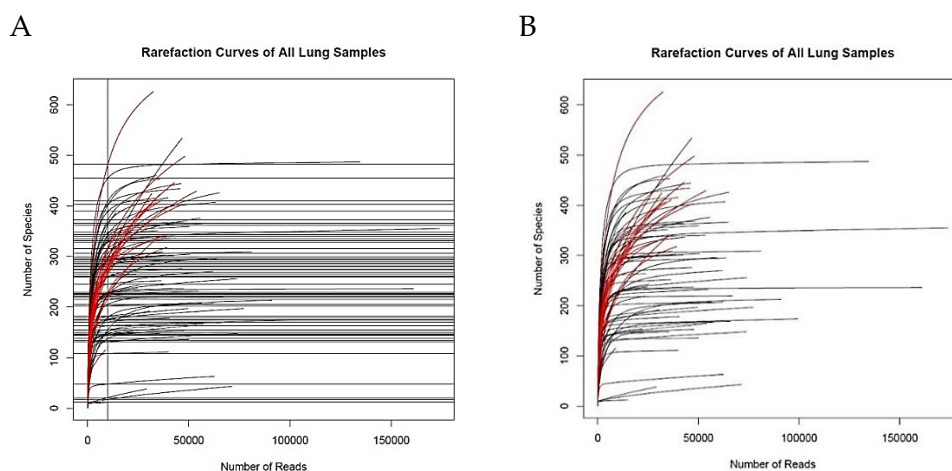 A
B
Rarefaction Curves of All Lung Samples
Rarefaction Curves of All Lung Samples
Number of Species
600
500
400
300
200
100
0
0 50000 100000 150000
Number of Reads
Number of Species
600
500
400
300
200
100
0
0 50000 100000 150000
Number of Reads